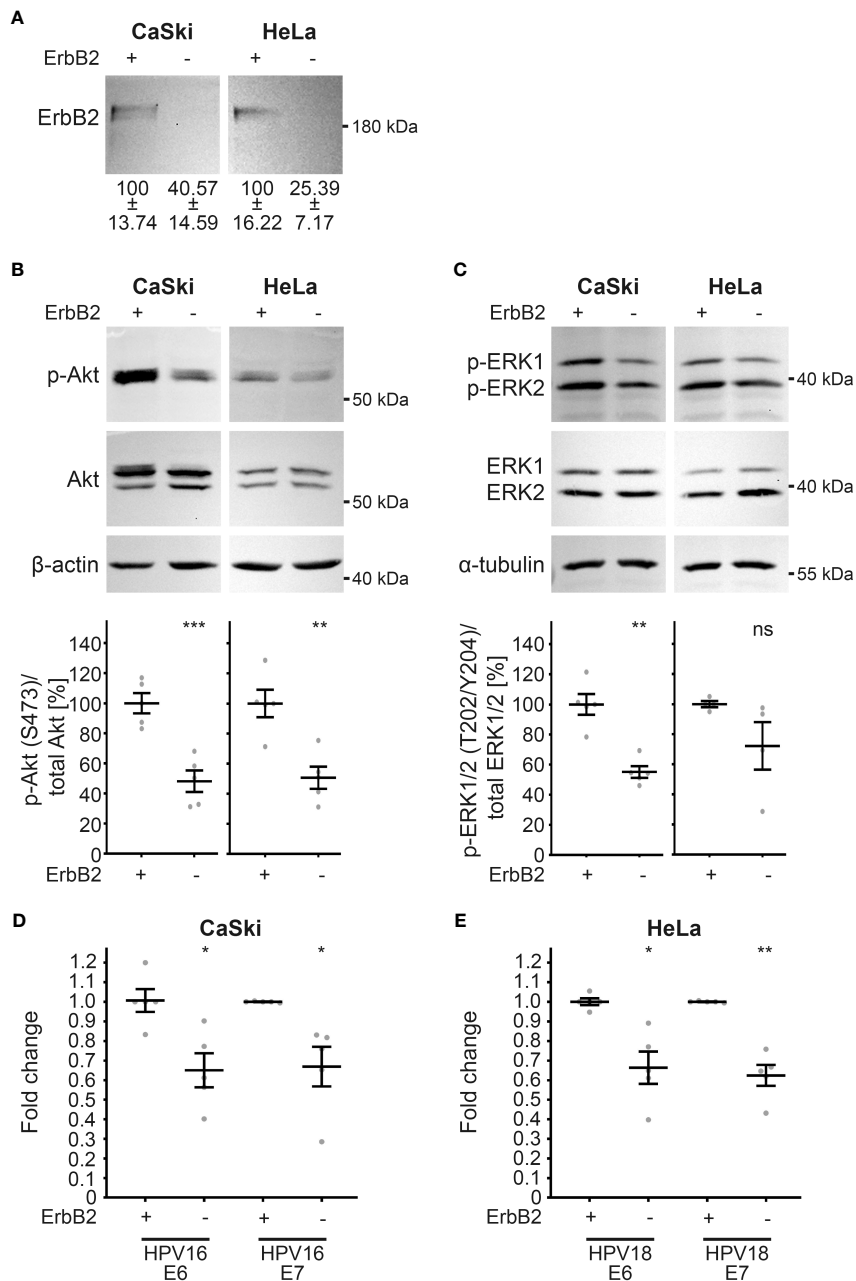 A
CaSki HeLa
ErbB2 + - + -
ErbB2
180 kDa
100 40.57 100 25.39
± ± ± ±
13.74 14.59 16.22 7.17
B
CaSki HeLa
ErbB2 + - + -
p-Akt
50 kDa
Akt
50 kDa
β-actin
40 kDa
*** **
p-Akt (S473)/
total Akt [%]
140
120
100
80
60
40
20
0
ErbB2 + - + -
C
CaSki HeLa
ErbB2 + - + -
p-ERK1
p-ERK2
40 kDa
ERK1
ERK2
40 kDa
α-tubulin
55 kDa
** ns
p-ERK1/2 (T202/Y204)/
total ERK1/2 [%]
140
120
100
80
60
40
20
0
ErbB2 + - + -
D
CaSki
* *
Fold change
1.2
1.1
1.0
0.9
0.8
0.7
0.6
0.5
0.4
0.3
0.2
0.1
0
ErbB2 + - + -
HPV16 HPV16
E6 E7
E
HeLa
* **
Fold change
1.2
1.1
1.0
0.9
0.8
0.7
0.6
0.5
0.4
0.3
0.2
0.1
0
ErbB2 + - + -
HPV18 HPV18
E6 E7